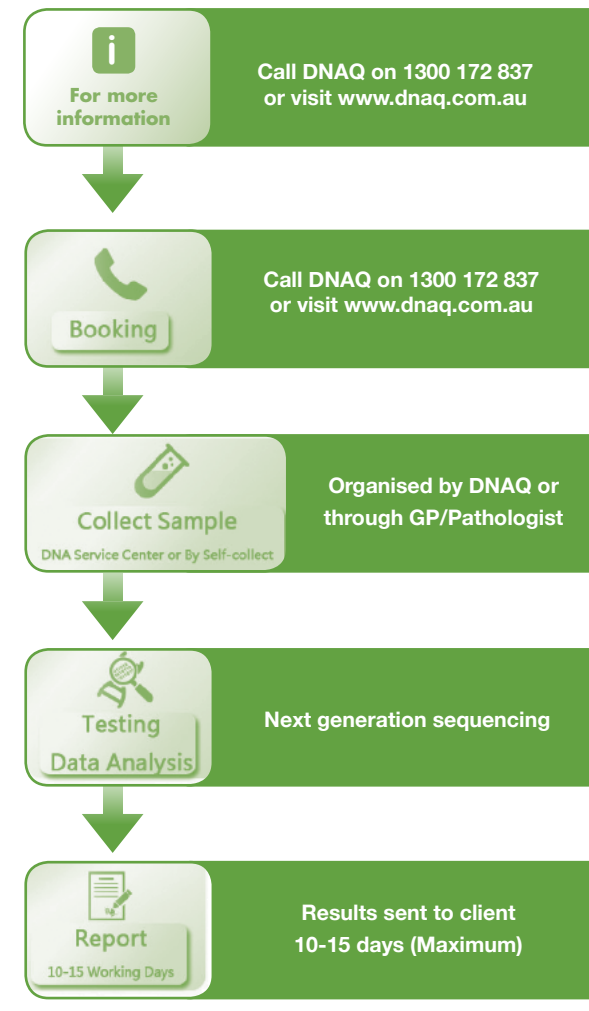 i
For more
information
Call DNAQ on 1300 172 837
or visit www.dnaq.com.au
Booking
Call DNAQ on 1300 172 837
or visit www.dnaq.com.au
Collect Sample
DNA Service Center or By Self-collect
Organised by DNAQ or
through GP/Pathologist
Testing
Data Analysis
Next generation sequencing
Report
10-15 Working Days
Results sent to client
10-15 days (Maximum)